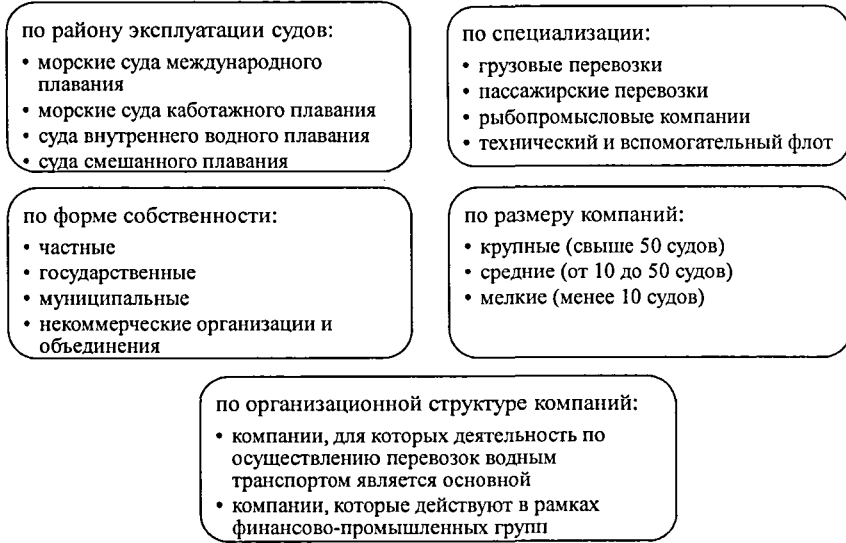 по району эксплуатации судов:
• морские суда международного
плавания
• морские суда каботажного плавания
• суда внутреннего водного плавания
• суда смешанного плавания
по специализации:
• грузовые перевозки
• пассажирские перевозки
• рыбопромысловые компании
• технический и вспомогательный флот
по форме собственности:
• частные
• государственные
• муниципальные
• некоммерческие организации и
объединения
по размеру компаний:
• крупные (свыше 50 судов)
• средние (от 10 до 50 судов)
• мелкие (менее 10 судов)
по организационной структуре компаний:
• компании, для которых деятельность по
осуществлению перевозок водным
транспортом является основной
• компании, которые действуют в рамках
финансово-промышленных групп